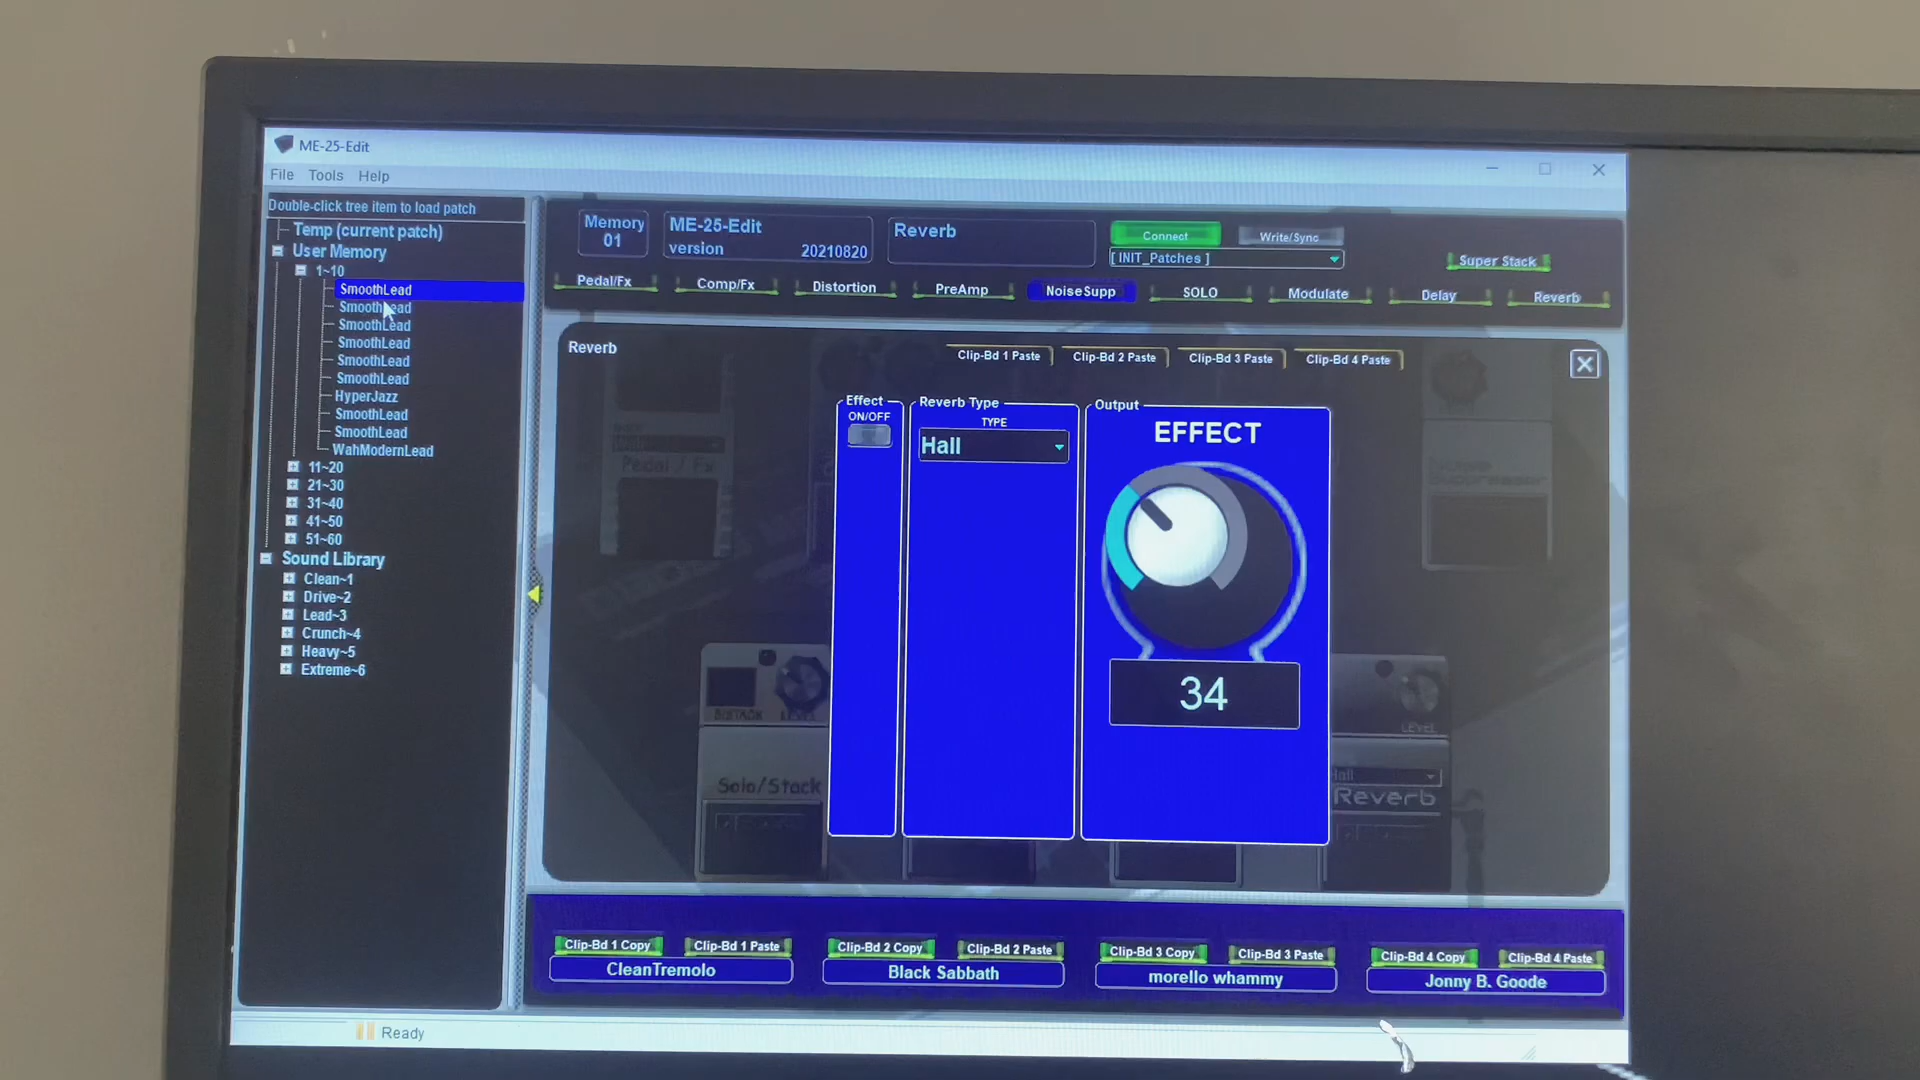 ME-25-Edit
File Tools Help
Double-click tree item to load patch
Temp (current patch)
User Memory
1~10
SmoothLead
SmoothLead
SmoothLead
SmoothLead
SmoothLead
SmoothLead
HyperJazz
SmoothLead
SmoothLead
WahModernLead
11~20
21~30
31~40
41~50
51~60
Sound Library
Clean~1
Drive~2
Lead~3
Crunch~4
Heavy~5
Extreme~6
Memory
01
ME-25-Edit
version 20210820
Reverb
Connect
Write/Sync
[ INIT_Patches ]
Super Stack
Pedal/Fx Comp/Fx Distortion PreAmp NoiseSupp SOLO Modulate Delay Reverb
Reverb
Clip-Bd 1 Paste Clip-Bd 2 Paste Clip-Bd 3 Paste Clip-Bd 4 Paste
Effect
ON/OFF
Reverb Type
TYPE
Hall
Output
EFFECT
34
Pedal / Fx
Solo/Stack
LEVEL
Hall
Reverb
Clip-Bd 1 Copy Clip-Bd 1 Paste Clip-Bd 2 Copy Clip-Bd 2 Paste Clip-Bd 3 Copy Clip-Bd 3 Paste Clip-Bd 4 Copy Clip-Bd 4 Paste
CleanTremolo Black Sabbath morello whammy Jonny B. Goode
Ready